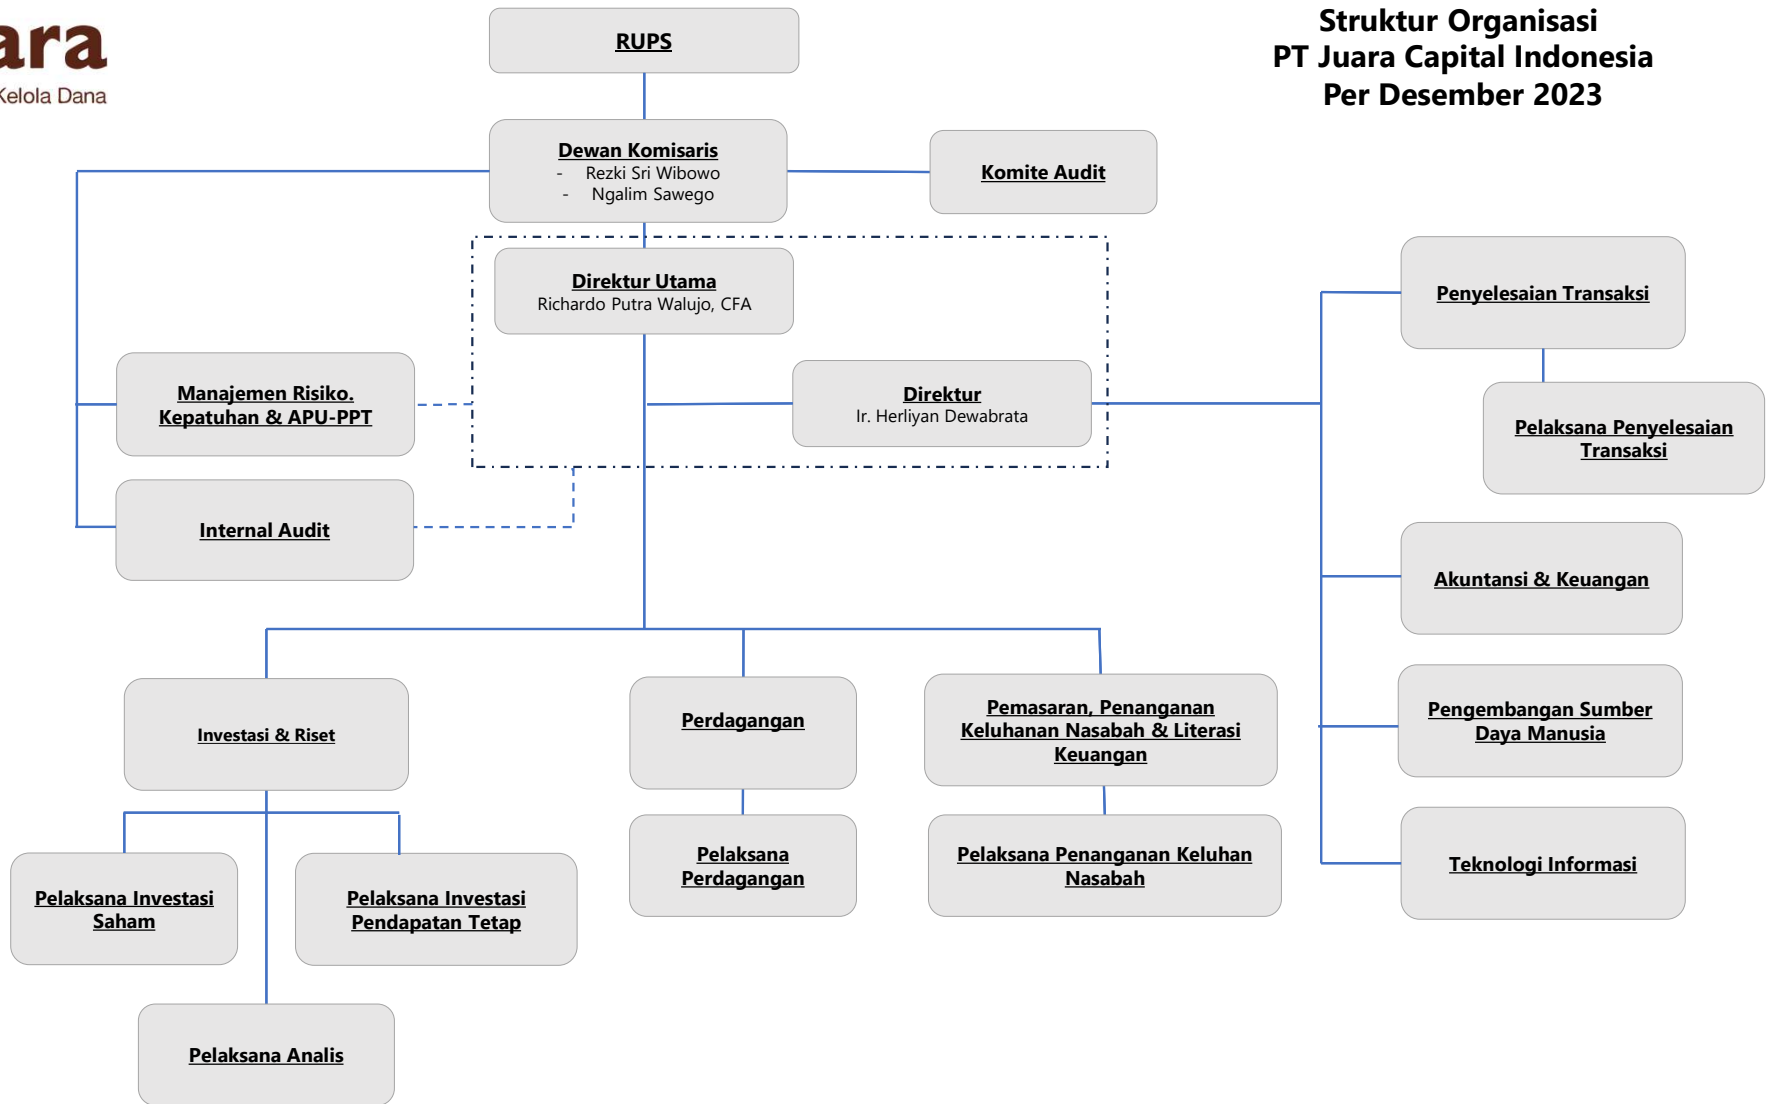 ara
Kelola Dana
Struktur Organisasi
PT Juara Capital Indonesia
Per Desember 2023
RUPS
Dewan Komisaris
- Rezki Sri Wibowo
- Ngalim Sawego
Komite Audit
Direktur Utama
Richardo Putra Walujo, CFA
Penyelesaian Transaksi
Manajemen Risiko.
Kepatuhan & APU-PPT
Direktur
Ir. Herliyan Dewabrata
Pelaksana Penyelesaian
Transaksi
Internal Audit
Akuntansi & Keuangan
Investasi & Riset
Perdagangan
Pemasaran, Penanganan
Keluhanan Nasabah & Literasi
Keuangan
Pengembangan Sumber
Daya Manusia
Pelaksana Investasi
Saham
Pelaksana Investasi
Pendapatan Tetap
Pelaksana
Perdagangan
Pelaksana Penanganan Keluhan
Nasabah
Teknologi Informasi
Pelaksana Analis